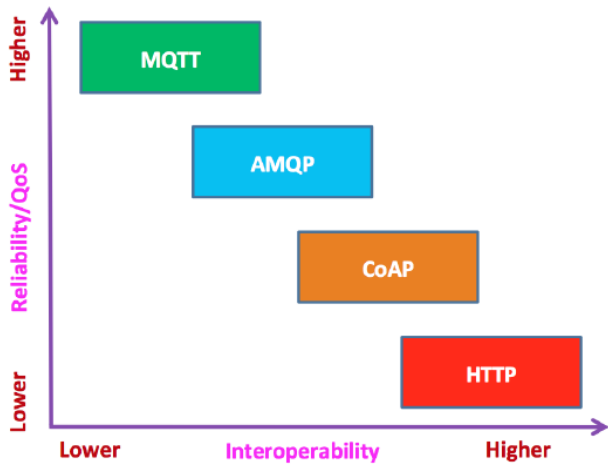 Higher
Reliability/QoS
Lower
MQTT
AMQP
CoAP
HTTP
Lower
Interoperability
Higher